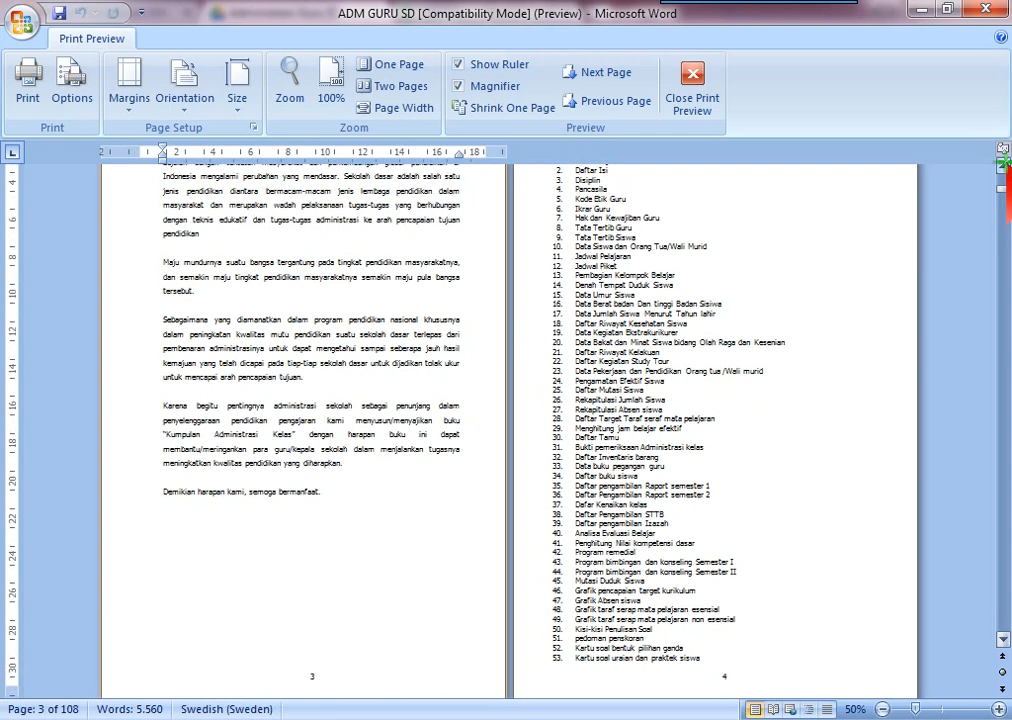 ADM GURU SD [Compatibility Mode] (Preview) - Microsoft Word
Print Preview
Print
Options
Margins
Orientation
Size
Zoom
100%
One Page
Two Pages
Page Width
Show Ruler
Magnifier
Shrink One Page
Next Page
Previous Page
Close Print
Preview
Print
Page Setup
Zoom
Preview
Indonesia mengalami perubahan yang mendasar. Sekolah dasar adalah salah satu
jenis pendidikan diantara bermacam-macam jenis lembaga pendidikan dalam
masyarakat dan merupakan wadah pelaksanaan tugas-tugas yang berhubungan
dengan teknis edukatif dan tugas-tugas administrasi ke arah pencapaian tujuan
pendidikan
Maju mundurnya suatu bangsa tergantung pada tingkat pendidikan masyarakatnya,
dan semakin maju tingkat pendidikan masyarakatnya semakin maju pula bangsa
tersebut.
Sebagaimana yang diamanatkan dalam program pendidikan nasional khususnya
dalam peningkatan kwalitas mutu pendidikan suatu sekolah dasar terlepas dari
pembenaran administrasinya untuk dapat mengetahui sampai seberapa jauh hasil
kemajuan yang telah dicapai pada tiap-tiap sekolah dasar untuk dijadikan tolak ukur
untuk mencapai arah pencapaian tujuan.
Karena begitu pentingnya administrasi sekolah sebagai penunjang dalam
penyelenggaraan pendidikan pengajaran kami menyusun/menyajikan buku
"Kumpulan Administrasi Kelas" dengan harapan buku ini dapat
membantu/meringankan para guru/kepala sekolah dalam menjalankan tugasnya
meningkatkan kwalitas pendidikan yang diharapkan.
Demikian harapan kami, semoga bermanfaat.
3
2. Daftar Isi
3. Disiplin
4. Pancasila
5. Kode Etik Guru
6. Ikrar Guru
7. Hak dan Kewajiban Guru
8. Tata Tertib Guru
9. Tata Tertib Siswa
10. Data Siswa dan Orang Tua/Wali Murid
11. Jadwal Pelajaran
12. Jadwal Piket
13. Pembagian Kelompok Belajar
14. Denah Tempat Duduk Siswa
15. Data Umur Siswa
16. Data Berat badan Dan tinggi Badan Sisiwa
17. Data Jumlah Siswa Menurut Tahun lahir
18. Daftar Riwayat Kesehatan Siswa
19. Data Kegiatan Ekstrakurikurer
20. Data Bakat dan Minat Siswa bidang Olah Raga dan Kesenian
21. Daftar Riwayat Kelakuan
22. Daftar Kegiatan Study Tour
23. Data Pekerjaan dan Pendidikan Orang tua /Wali murid
24. Pengamatan Efektif Siswa
25. Daftar Mutasi Siswa
26. Rekapitulasi Jumlah Siswa
27. Rekapitulasi Absen siswa
28. Daftar Target Taraf seraf mata pelajaran
29. Menghitung jam belajar efektif
30. Daftar Tamu
31. Bukti pemeriksaan Administrasi kelas
32. Daftar Inventaris barang
33. Data buku pegangan guru
34. Daftar buku siswa
35. Daftar pengambilan Raport semester 1
36. Daftar pengambilan Raport semester 2
37. Dafar Kenaikan kelas
38. Daftar Pengambilan STTB
39. Daftar pengambilan Izazah
40. Analisa Evaluasi Belajar
41. Penghitung Nilai kompetensi dasar
42. Program remedial
43. Program bimbingan dan konseling Semester I
44. Program bimbingan dan konseling Semester II
45. Mutasi Duduk Siswa
46. Grafik pencapaian target kurikulum
47. Grafik Absen siswa
48. Grafik taraf serap mata pelajaran esensial
49. Grafik taraf serap mata pelajaran non esensial
50. Kisi-kisi Penulisan Soal
51. pedoman penskoran
52. Kartu soal bentuk pilihan ganda
53. Kartu soal uraian dan praktek siswa
4
Page: 3 of 108
Words: 5.560
Swedish (Sweden)
50%